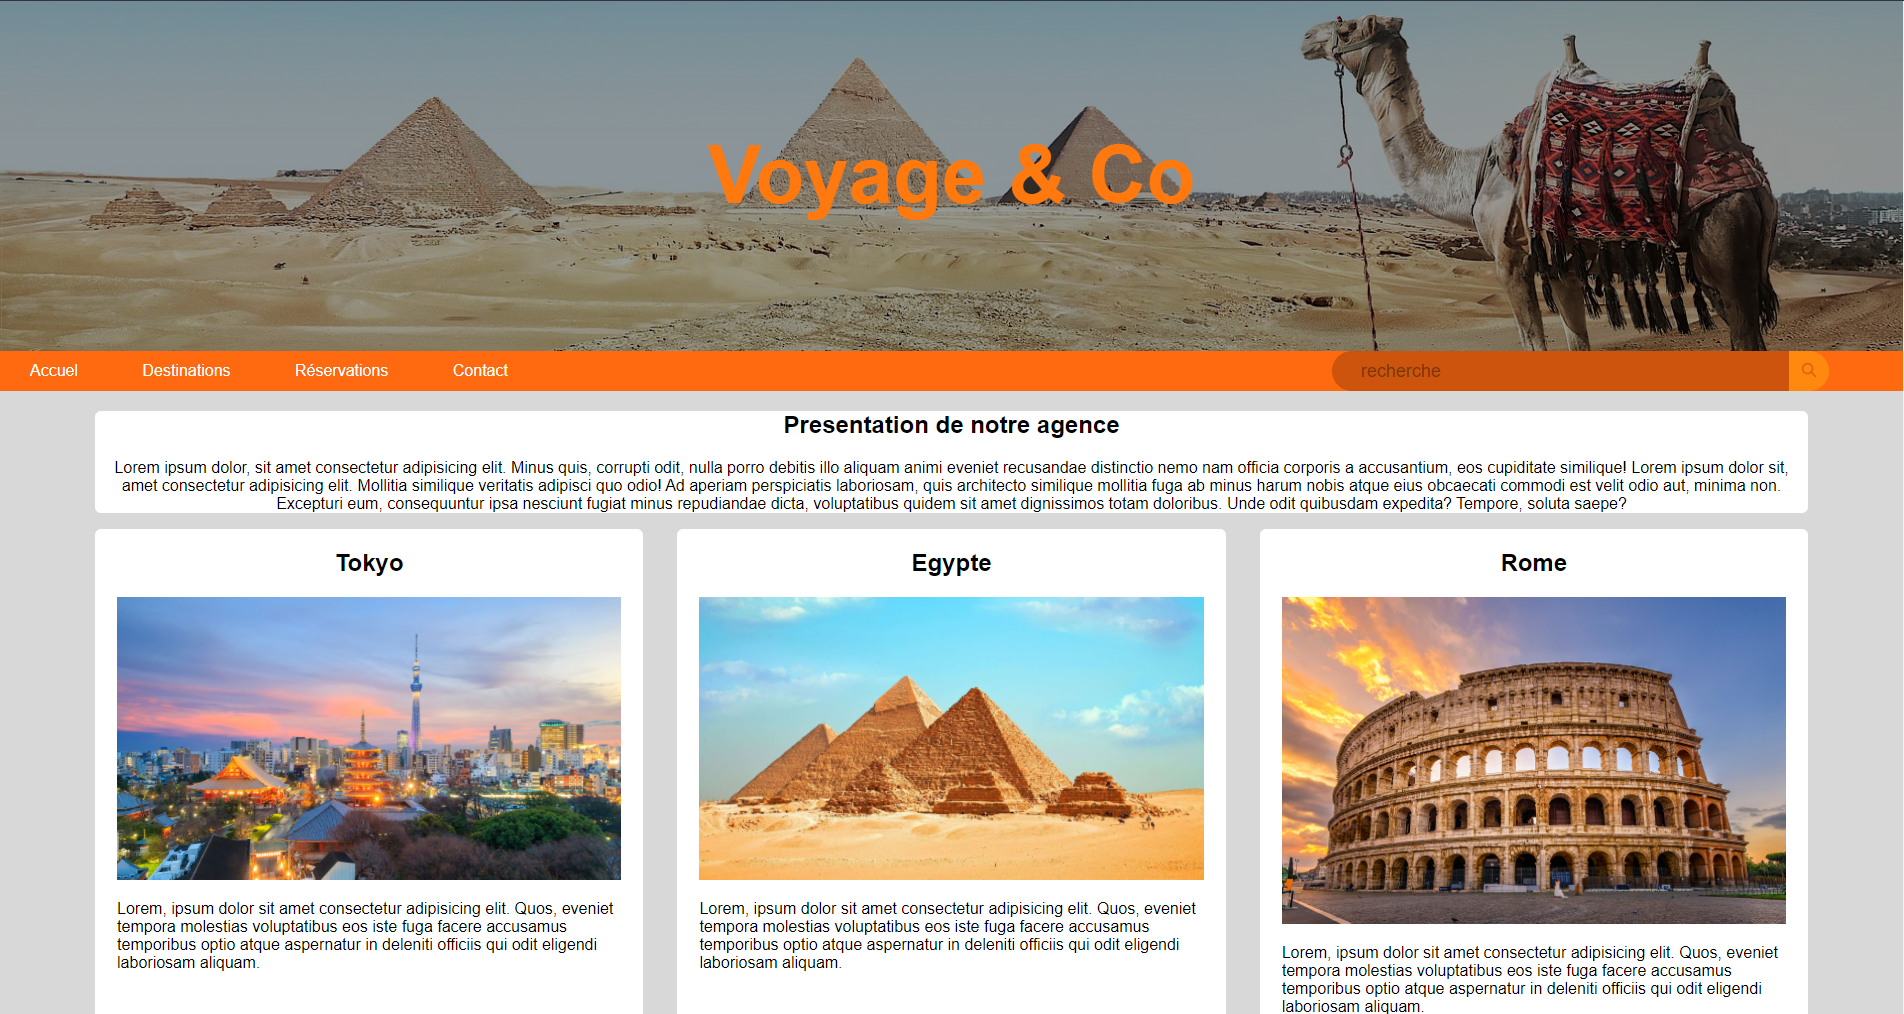 Voyage & Co
Accuel
Destinations
Réservations
Contact
recherche
Presentation de notre agence
Lorem ipsum dolor, sit amet consectetur adipisicing elit. Minus quis, corrupti odit, nulla porro debitis illo aliquam animi eveniet recusandae distinctio nemo nam officia corporis a accusantium, eos cupiditate similique! Lorem ipsum dolor sit,
amet consectetur adipisicing elit. Mollitia similique veritatis adipisci quo odio! Ad aperiam perspiciatis laboriosam, quis architecto similique mollitia fuga ab minus harum nobis atque eius obcaecati commodi est velit odio aut, minima non.
Excepturi eum, consequuntur ipsa nesciunt fugiat minus repudiandae dicta, voluptatibus quidem sit amet dignissimos totam doloribus. Unde odit quibusdam expedita? Tempore, soluta saepe?
Tokyo
Lorem, ipsum dolor sit amet consectetur adipisicing elit. Quos, eveniet
tempora molestias voluptatibus eos iste fuga facere accusamus
temporibus optio atque aspernatur in deleniti officiis qui odit eligendi
laboriosam aliquam.
Egypte
Lorem, ipsum dolor sit amet consectetur adipisicing elit. Quos, eveniet
tempora molestias voluptatibus eos iste fuga facere accusamus
temporibus optio atque aspernatur in deleniti officiis qui odit eligendi
laboriosam aliquam.
Rome
Lorem, ipsum dolor sit amet consectetur adipisicing elit. Quos, eveniet
tempora molestias voluptatibus eos iste fuga facere accusamus
temporibus optio atque aspernatur in deleniti officiis qui odit eligendi
laboriosam aliquam.